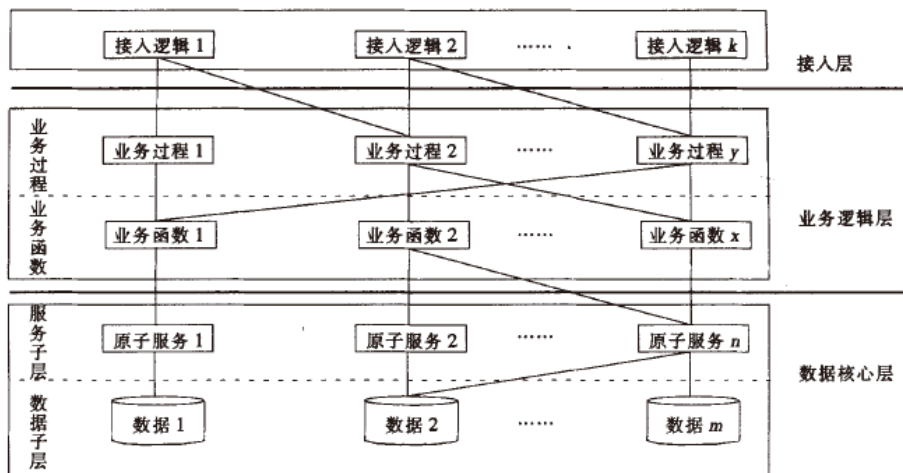 接入逻辑 1 接入逻辑 2 …… . 接入逻辑 k
接入层
业务过程
业务过程 1 业务过程 2 …… 业务过程 y
业务逻辑层
业务函数
业务函数 1 业务函数 2 …… 业务函数 x
服务子层
原子服务 1 原子服务 2 …… 原子服务 n
数据核心层
数据子层
数据 1 数据 2 …… 数据 m